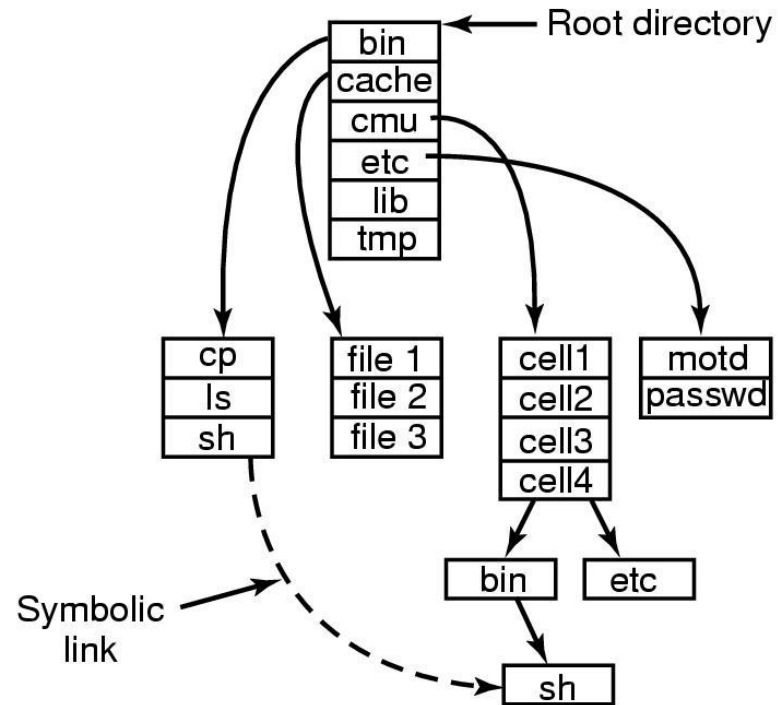 Root directory
bin
cache
cmu
etc
lib
tmp
cp
ls
sh
file 1
file 2
file 3
cell1
cell2
cell3
cell4
motd
passwd
bin
etc
Symbolic
link
sh